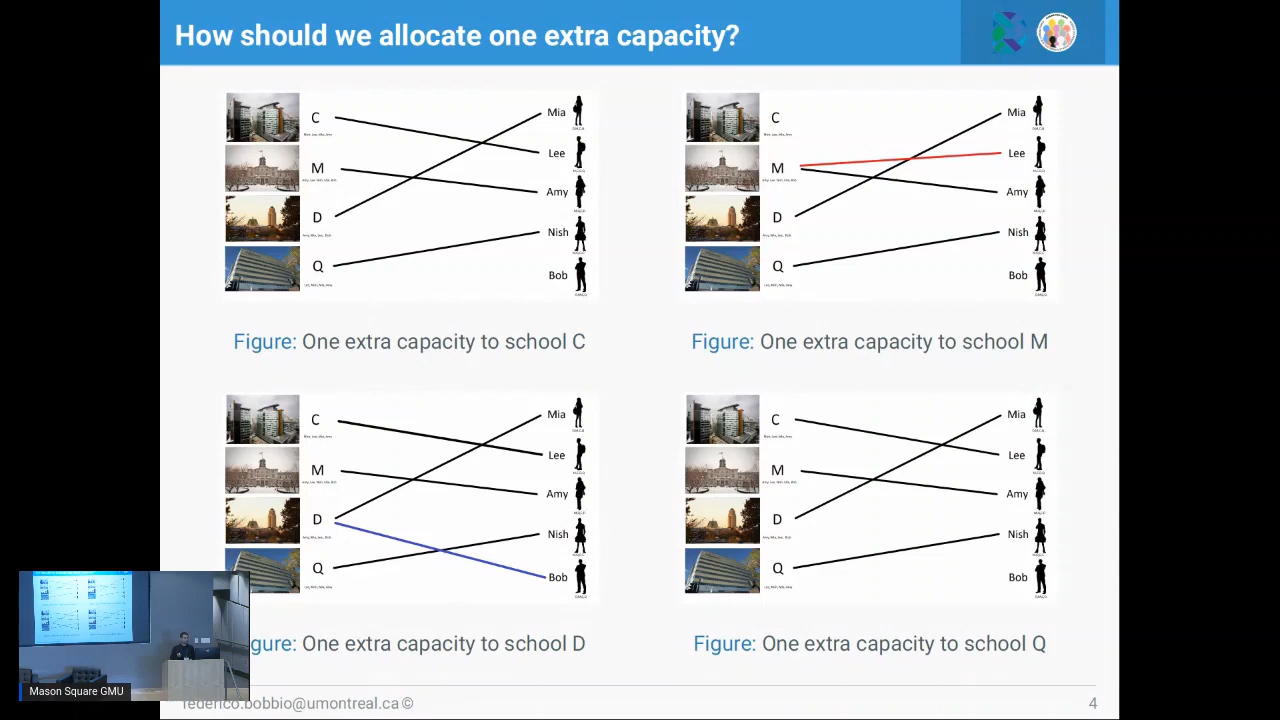 How should we allocate one extra capacity?
C
M
D
Q
Mia
Lee
Amy
Nish
Bob
Figure: One extra capacity to school C
C
M
D
Q
Mia
Lee
Amy
Nish
Bob
Figure: One extra capacity to school M
C
M
D
Q
Mia
Lee
Amy
Nish
Bob
gure: One extra capacity to school D
C
M
D
Q
Mia
Lee
Amy
Nish
Bob
Figure: One extra capacity to school Q
Mason Square GMU
federico.bobbio@umontreal.ca ©
4